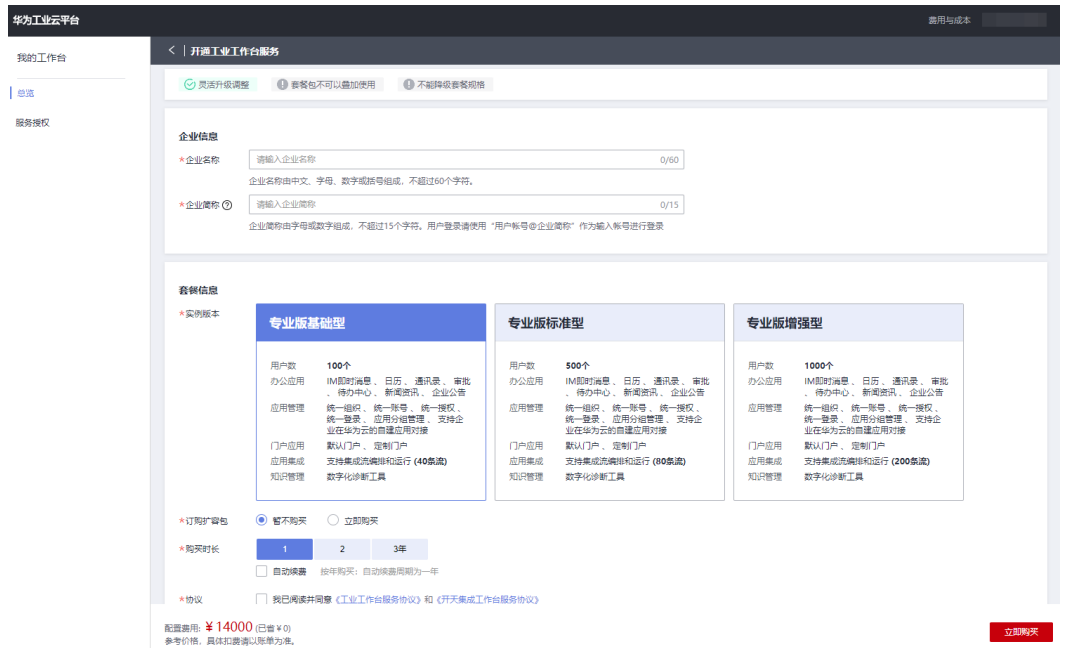 华为工业云平台
费用与成本
我的工作台
总览
服务授权
开通工业工作台服务
灵活升级调整 套餐包不可以叠加使用 不能降级套餐规格
企业信息
*企业名称 请输入企业名称 0/60
企业名称由中文、字母、数字或括号组成，不超过60个字符。
*企业简称 请输入企业简称 0/15
企业简称由字母或数字组成，不超过15个字符。用户登录请使用“用户帐号@企业简称”作为输入帐号进行登录
套餐信息
*实例版本
专业版基础型
用户数 100个
办公应用 IM即时消息 、 日历 、 通讯录 、 审批
、 待办中心 、 新闻资讯 、 企业公告
应用管理 统一组织 、 统一账号 、 统一授权 、
统一登录 、 应用分组管理 、 支持企
业在华为云的自建应用对接
门户应用 默认门户 、 定制门户
应用集成 支持集成流编排和运行 (40条流)
知识管理 数字化诊断工具
专业版标准型
用户数 500个
办公应用 IM即时消息 、 日历 、 通讯录 、 审批
、 待办中心 、 新闻资讯 、 企业公告
应用管理 统一组织 、 统一账号 、 统一授权 、
统一登录 、 应用分组管理 、 支持企
业在华为云的自建应用对接
门户应用 默认门户 、 定制门户
应用集成 支持集成流编排和运行 (80条流)
知识管理 数字化诊断工具
专业版增强型
用户数 1000个
办公应用 IM即时消息 、 日历 、 通讯录 、 审批
、 待办中心 、 新闻资讯 、 企业公告
应用管理 统一组织 、 统一账号 、 统一授权 、
统一登录 、 应用分组管理 、 支持企
业在华为云的自建应用对接
门户应用 默认门户 、 定制门户
应用集成 支持集成流编排和运行 (200条流)
知识管理 数字化诊断工具
*订购扩容包 暂不购买 立即购买
*购买时长 1 2 3年
自动续费 按年购买：自动续费周期为一年
*协议 我已阅读并同意《工业工作台服务协议》和《开天集成工作台服务协议》
配置费用: ¥14000 (已省¥0)
参考价格，具体扣费请以账单为准。
立即购买